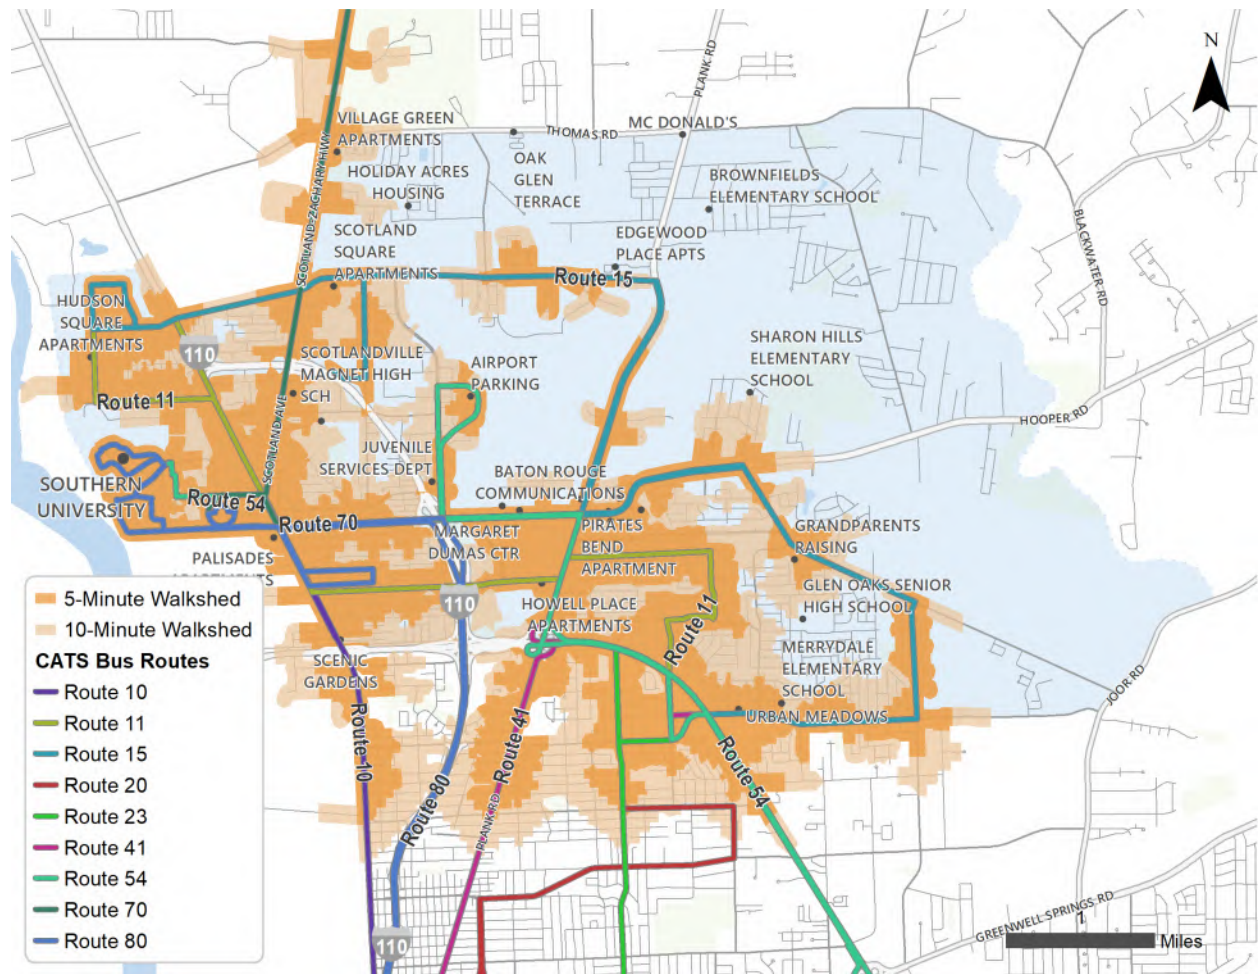 N
VILLAGE GREEN
APARTMENTS
THOMAS RD
MC DONALD'S
PLANK RD
OAK
GLEN
TERRACE
HOLIDAY ACRES
HOUSING
BROWNFIELDS
ELEMENTARY SCHOOL
SCOTLAND-ZACHARY HWY
BLACKWATER RD
SCOTLAND
SQUARE
APARTMENTS
EDGEWOOD
PLACE APTS
Route 15
HUDSON
SQUARE
APARTMENTS
110
SCOTLANDVILLE
MAGNET HIGH
SCH
AIRPORT
PARKING
SHARON HILLS
ELEMENTARY
SCHOOL
Route 11
SCOTLAND AVE
HOOPER RD
JUVENILE
SERVICES DEPT
BATON ROUGE
COMMUNICATIONS
SOUTHERN
UNIVERSITY
Route 54
Route 70
MARGARET
DUMAS CTR
PIRATES
BEND
APARTMENT
GRANDPARENTS
RAISING
PALISADES
APARTMENTS
110
HOWELL PLACE
APARTMENTS
GLEN OAKS SENIOR
HIGH SCHOOL
Route 11
SCENIC
GARDENS
MERRYDALE
ELEMENTARY
SCHOOL
JOOR RD
URBAN MEADOWS
Route 10
Route 41
Route 54
Route 80
PLANK RD
GREENWELL SPRINGS RD
110
1
Miles
5-Minute Walkshed
10-Minute Walkshed
CATS Bus Routes
Route 10
Route 11
Route 15
Route 20
Route 23
Route 41
Route 54
Route 70
Route 80